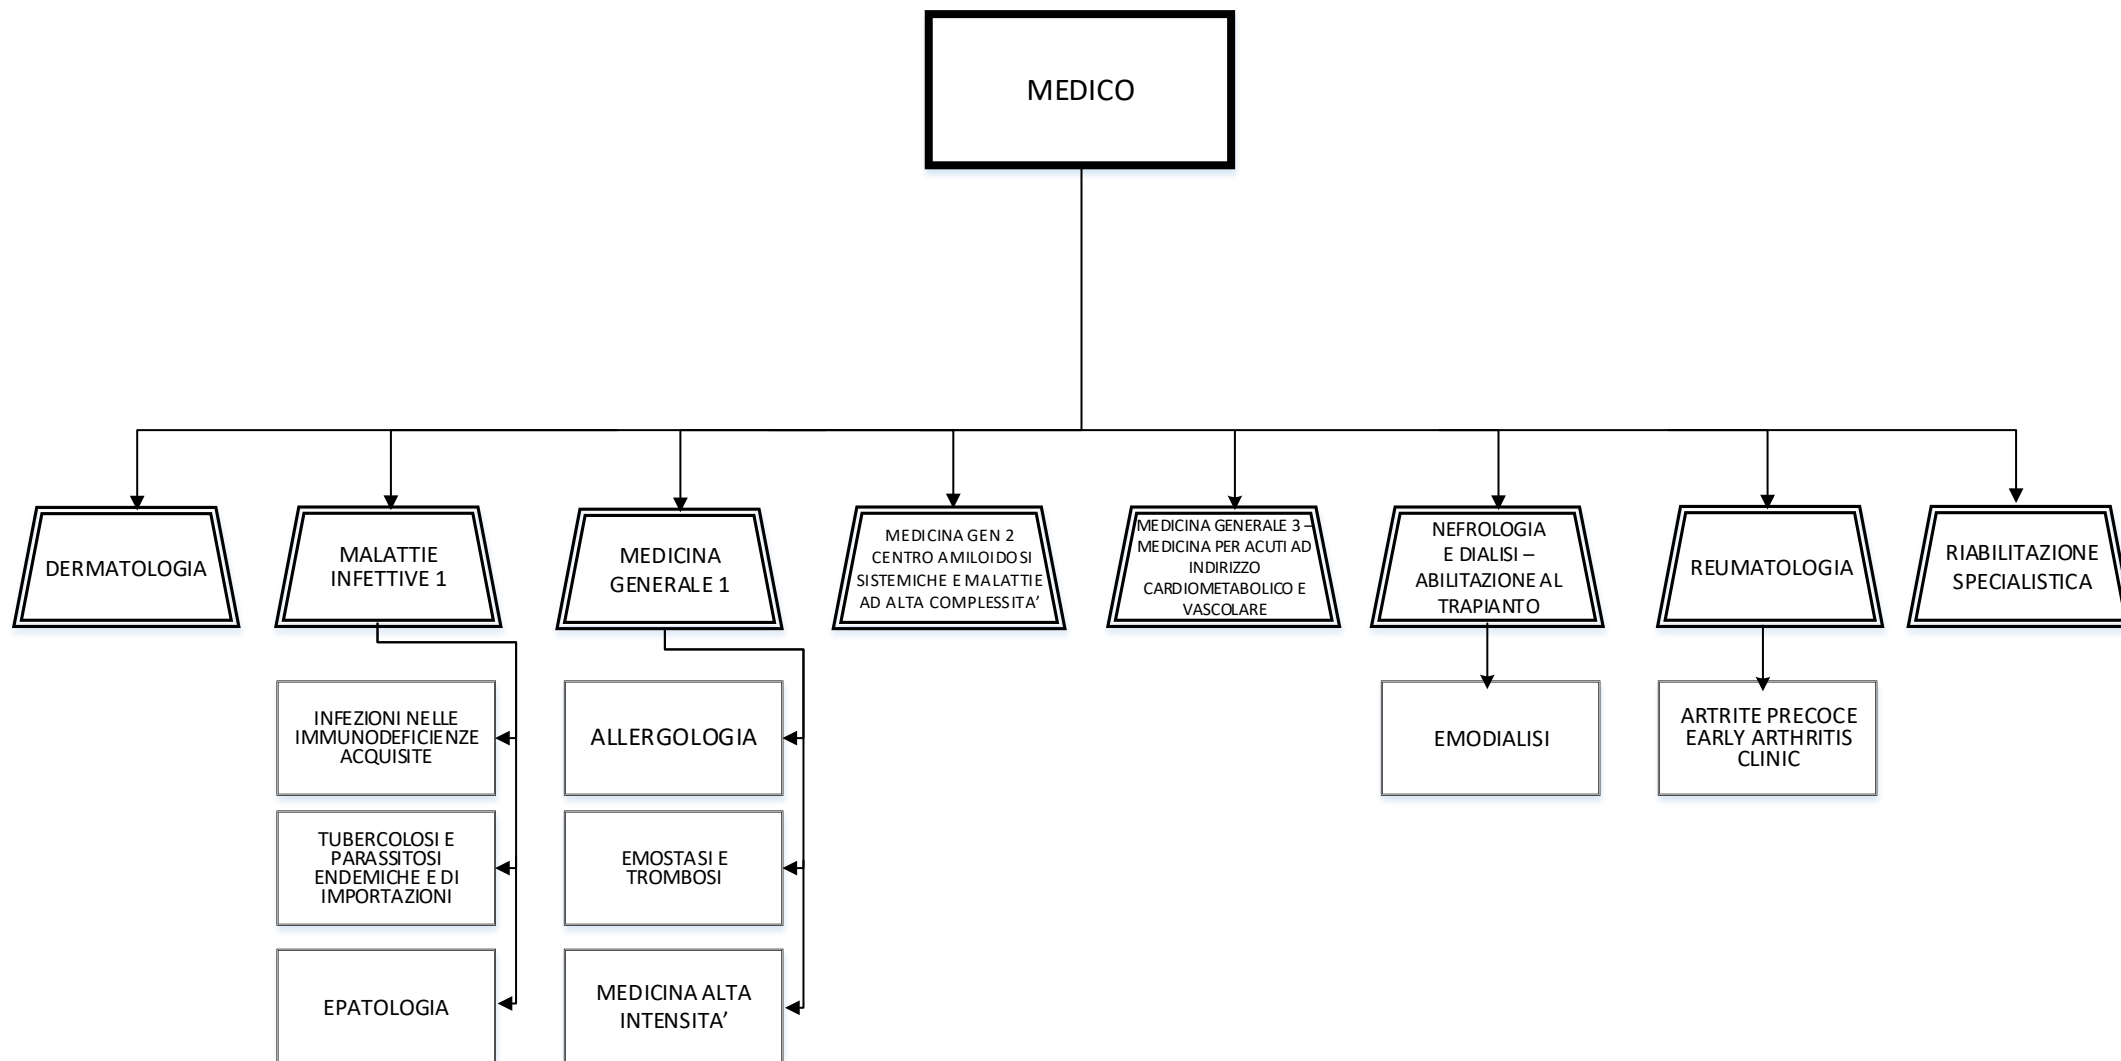 MEDICO
DERMATOLOGIA
MALATTIE
INFETTIVE 1
MEDICINA
GENERALE 1
MEDICINA GEN 2
CENTRO AMILOIDOSI
SISTEMICHE E MALATTIE
AD ALTA COMPLESSITA’
MEDICINA GENERALE 3 –
MEDICINA PER ACUTI AD
INDIRIZZO
CARDIOMETABOLICO E
VASCOLARE
NEFROLOGIA
E DIALISI –
ABILITAZIONE AL
TRAPIANTO
REUMATOLOGIA
RIABILITAZIONE
SPECIALISTICA
INFEZIONI NELLE
IMMUNODEFICIENZE
ACQUISITE
ALLERGOLOGIA
EMODIALISI
ARTRITE PRECOCE
EARLY ARTHRITIS
CLINIC
TUBERCOLOSI E
PARASSITOSI
ENDEMICHE E DI
IMPORTAZIONI
EMOSTASI E
TROMBOSI
EPATOLOGIA
MEDICINA ALTA
INTENSITA’